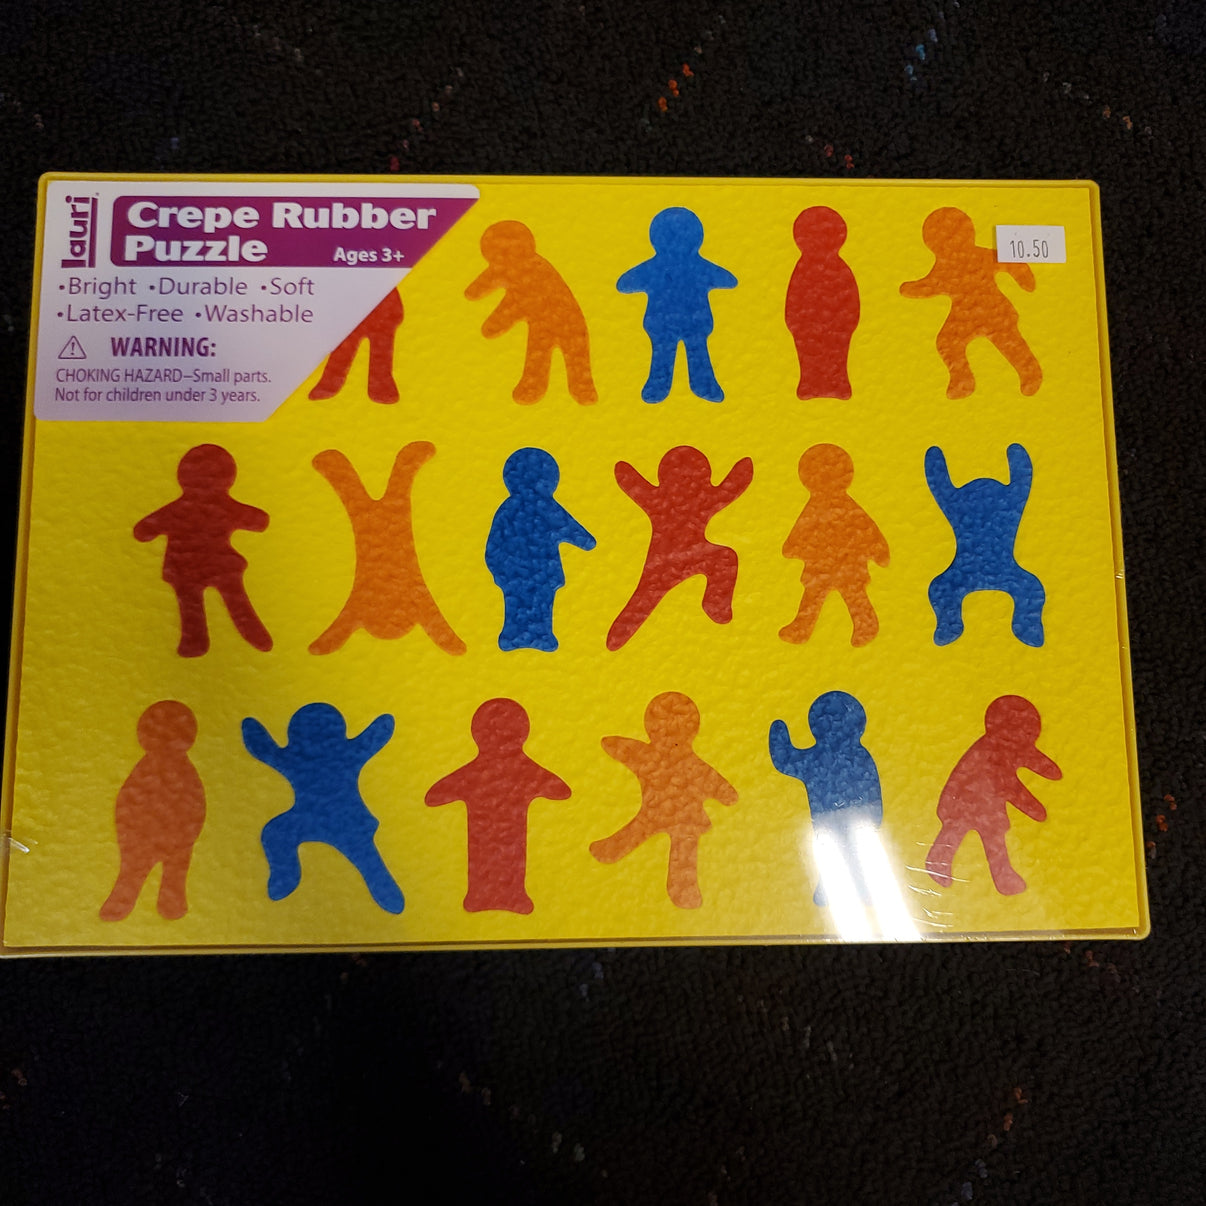 lauri
Crepe Rubber
Puzzle
Ages 3+
•Bright •Durable •Soft
•Latex-Free •Washable
WARNING:
CHOKING HAZARD–Small parts.
Not for children under 3 years.
10.50